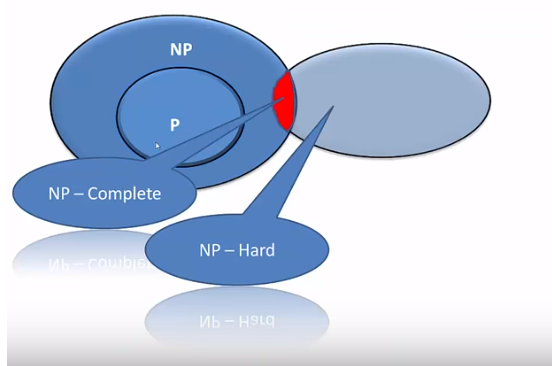 NP
P
NP – Complete
NP – Hard